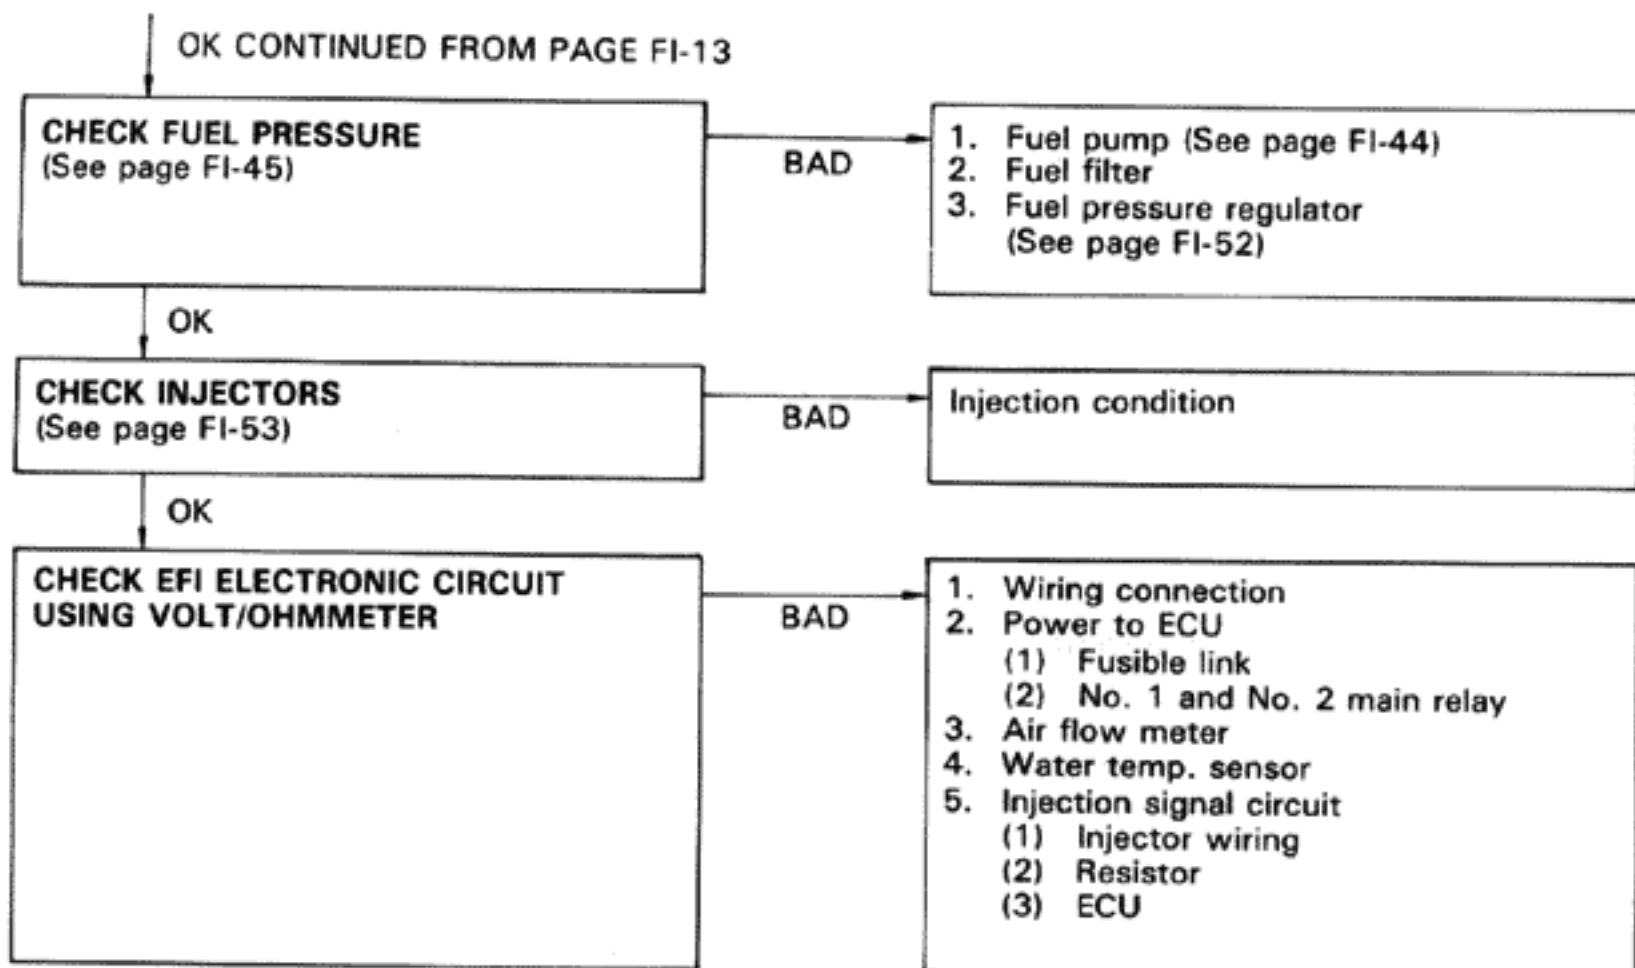 OK CONTINUED FROM PAGE FI-13
CHECK FUEL PRESSURE
(See page FI-45)
BAD
1. Fuel pump (See page FI-44)
2. Fuel filter
3. Fuel pressure regulator
(See page FI-52)
OK
CHECK INJECTORS
(See page FI-53)
BAD
Injection condition
OK
CHECK EFI ELECTRONIC CIRCUIT
USING VOLT/OHMMETER
BAD
1. Wiring connection
2. Power to ECU
(1) Fusible link
(2) No. 1 and No. 2 main relay
3. Air flow meter
4. Water temp. sensor
5. Injection signal circuit
(1) Injector wiring
(2) Resistor
(3) ECU